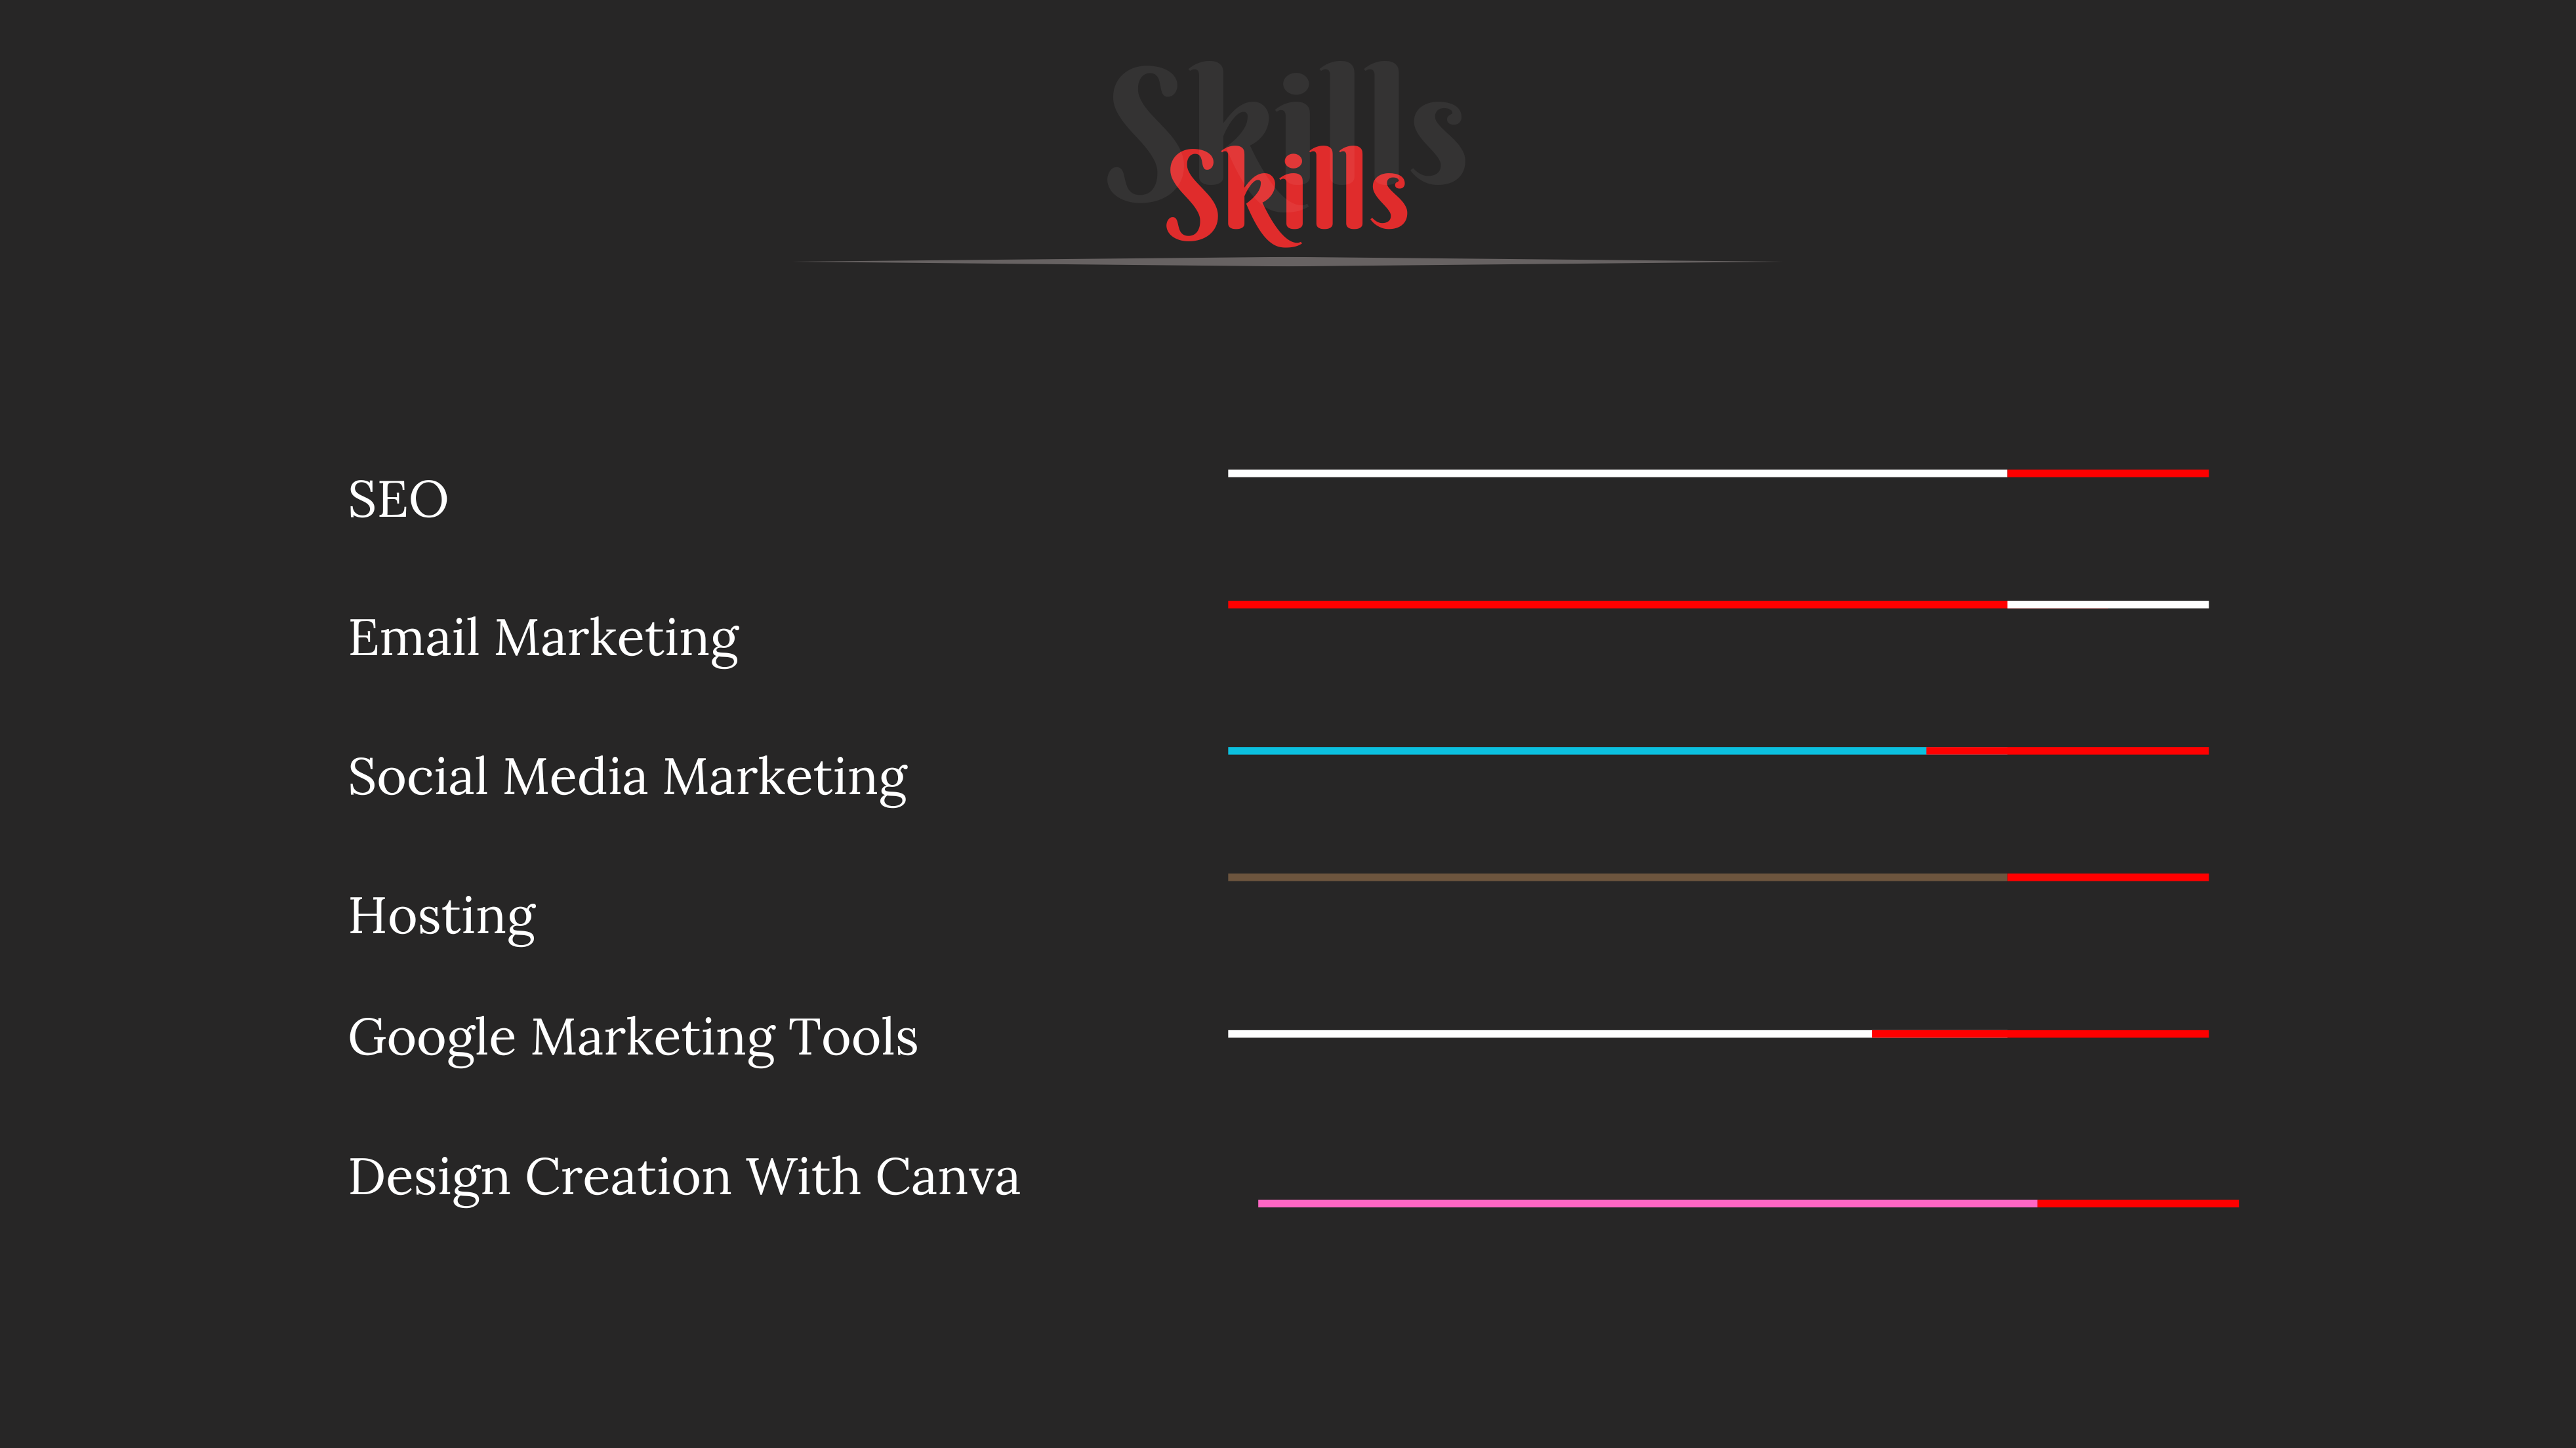 Skills
Skills
SEO
Email Marketing
Social Media Marketing
Hosting
Google Marketing Tools
Design Creation With Canva